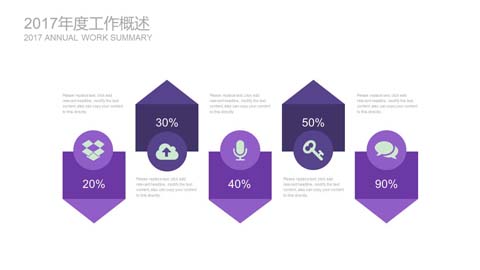 2017年度工作概述
2017 ANNUAL WORK SUMMARY
Please replace text, click add
relevant headline, modify the text
content, also can copy your content
to this directly.
30%
Please replace text, click add
relevant headline, modify the text
content, also can copy your content
to this directly.
50%
Please replace text, click add
relevant headline, modify the text
content, also can copy your content
to this directly.
20%
Please replace text, click add
relevant headline, modify the text
content, also can copy your content
to this directly.
40%
Please replace text, click add
relevant headline, modify the text
content, also can copy your content
to this directly.
90%